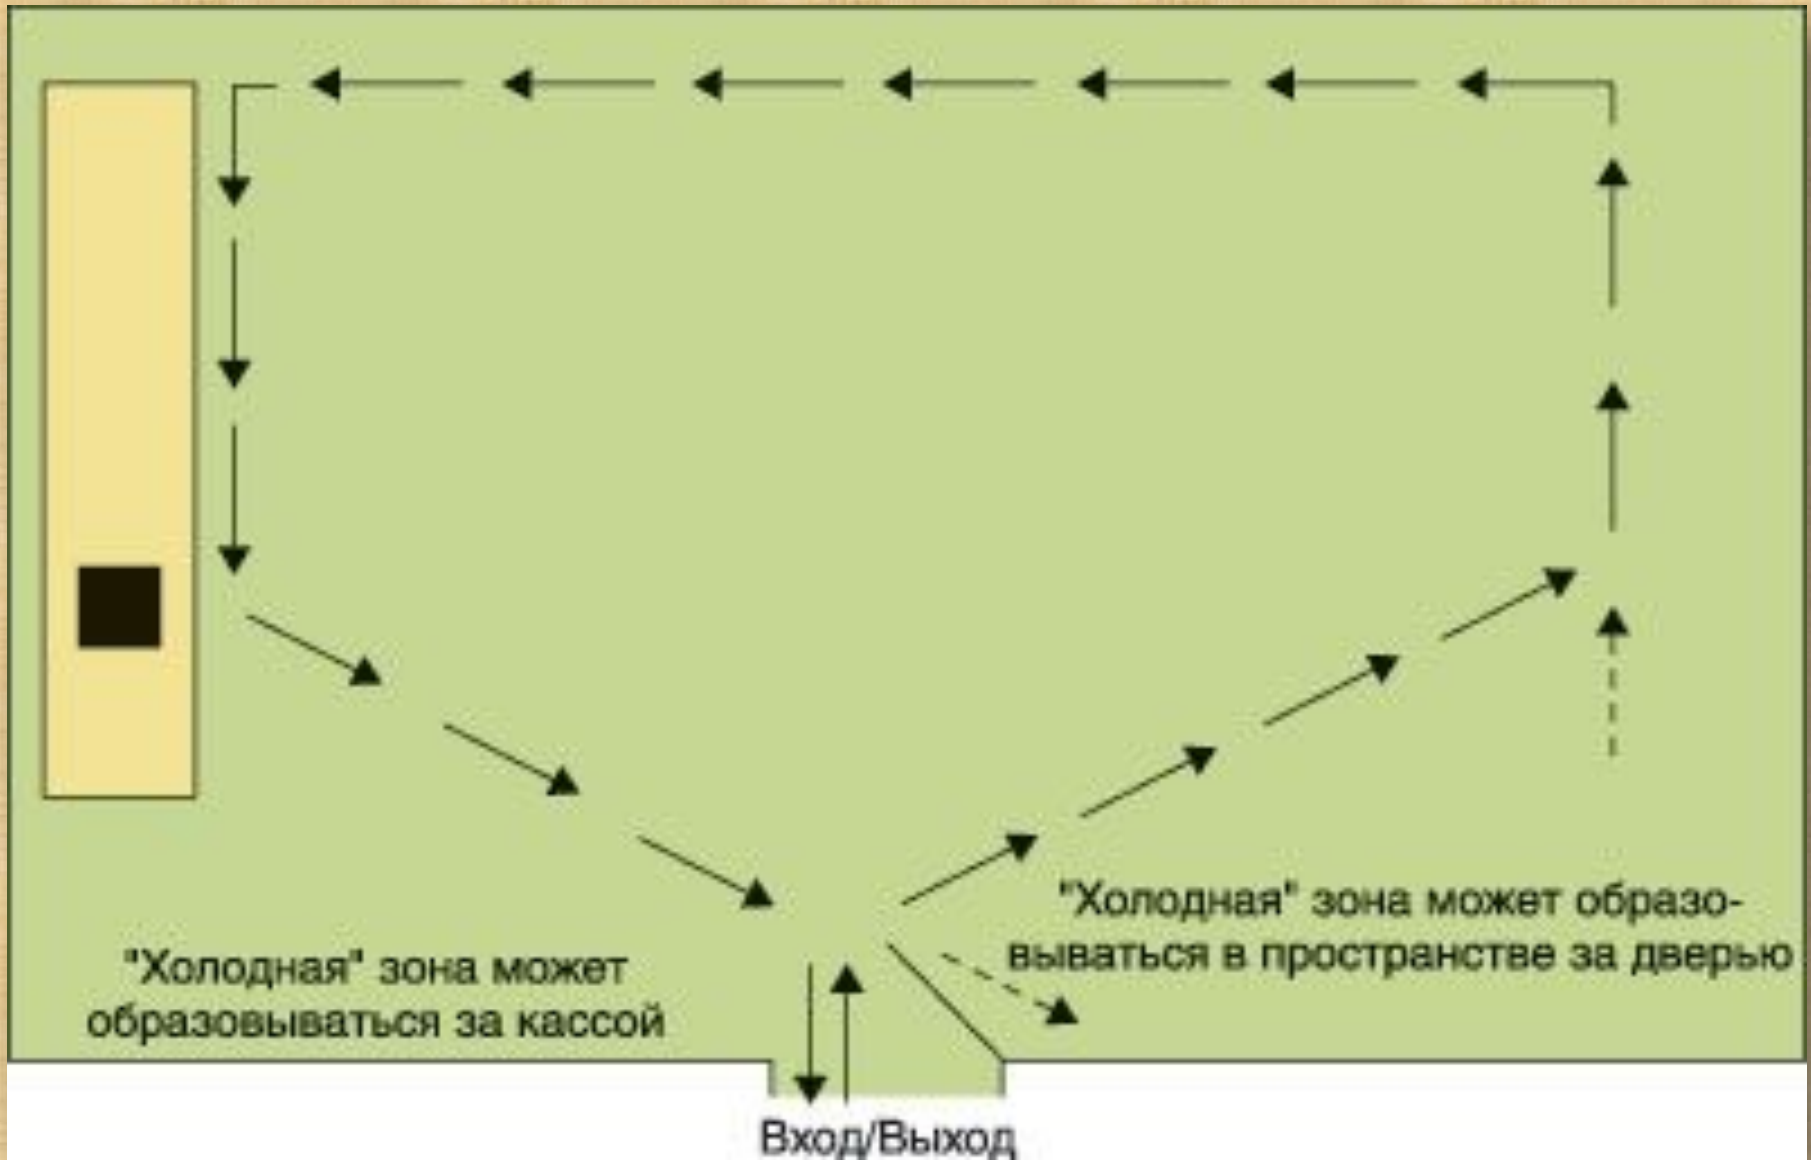 "Холодная" зона может образо-
вываться в пространстве за дверью
"Холодная" зона может
образовываться за кассой
Вход/Выход